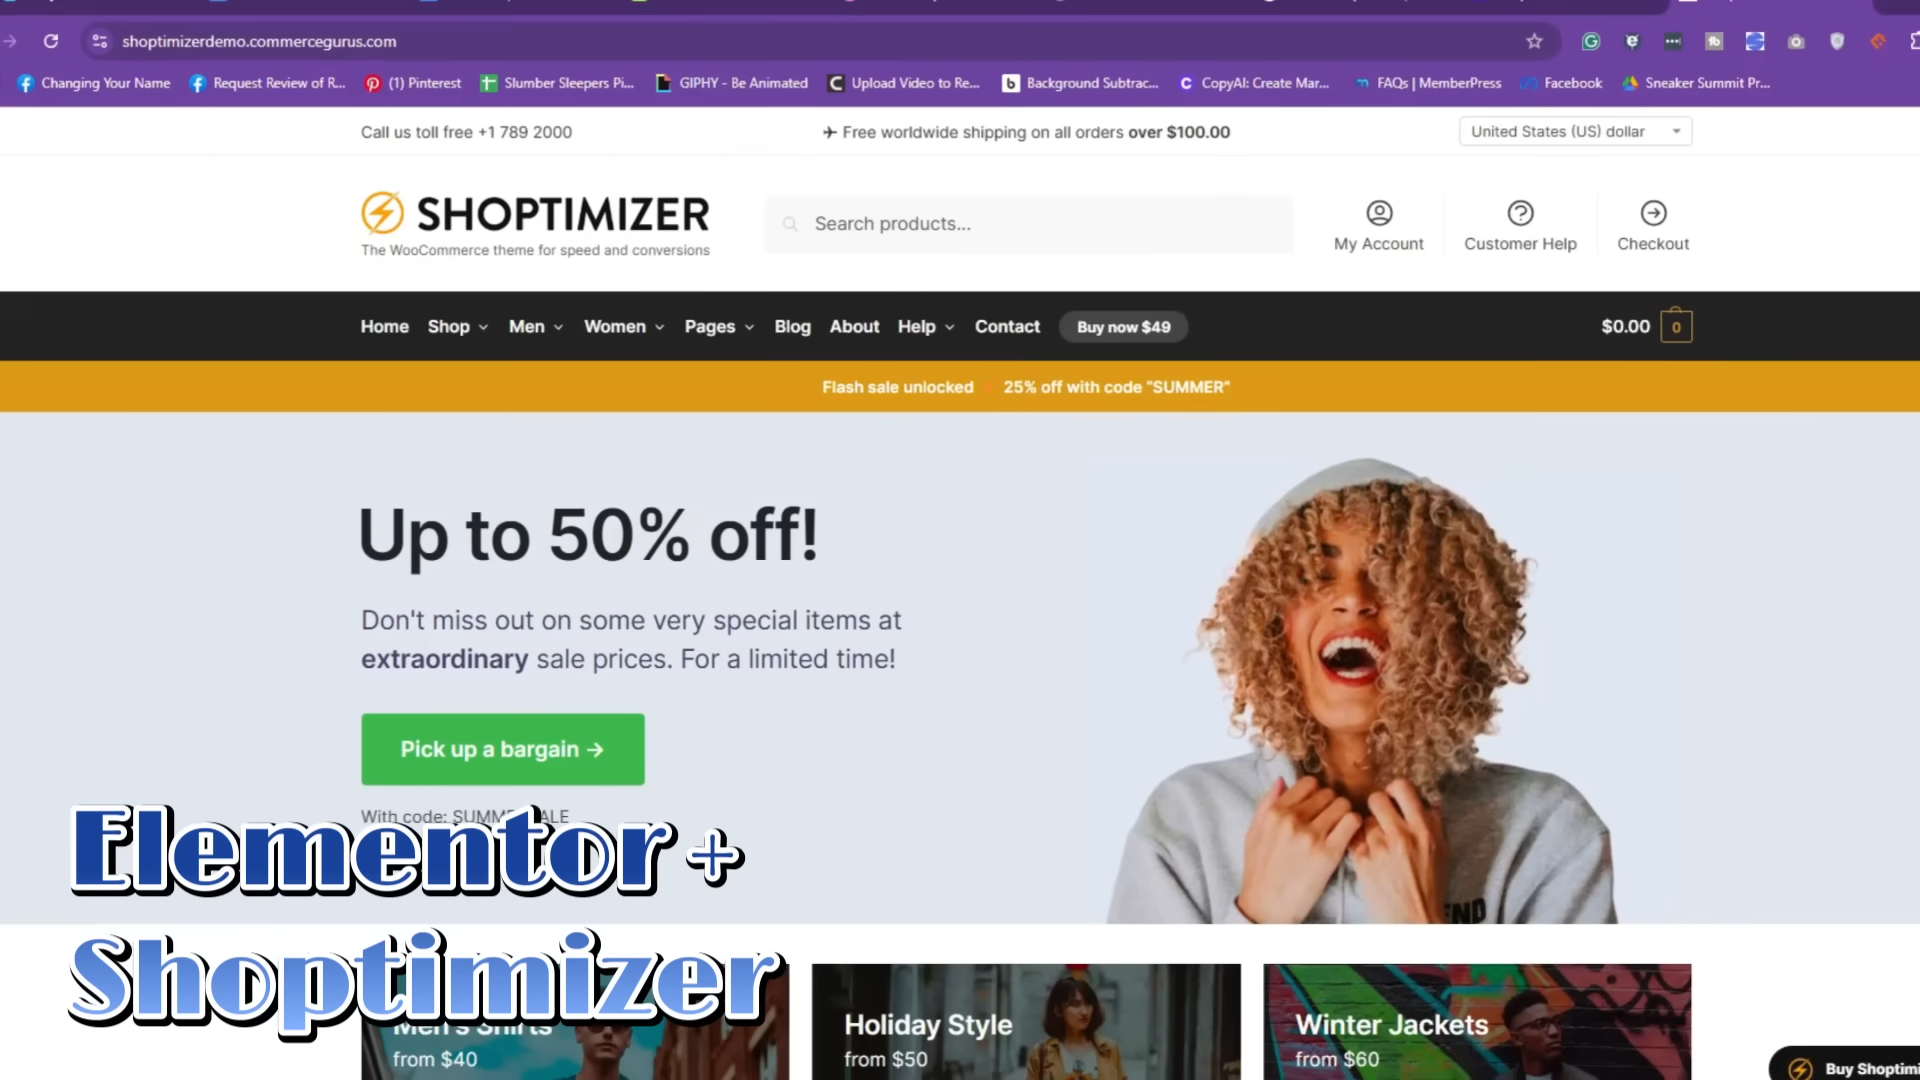 shoptimizerdemo.commercegurus.com
Changing Your Name
Request Review of R...
(1) Pinterest
Slumber Sleepers Pi...
GIPHY - Be Animated
Upload Video to Re...
Background Subtrac...
CopyAI: Create Mar...
FAQs | MemberPress
Facebook
Sneaker Summit Pr...
Call us toll free +1 789 2000
Free worldwide shipping on all orders over $100.00
United States (US) dollar
SHOPTIMIZER
The WooCommerce theme for speed and conversions
Search products...
My Account
Customer Help
Checkout
Home Shop Men Women Pages Blog About Help Contact Buy now $49
$0.00 0
Flash sale unlocked 25% off with code "SUMMER"
Up to 50% off!
Don't miss out on some very special items at
extraordinary sale prices. For a limited time!
Pick up a bargain →
With code:
Elementor +
Shoptimizer
Men's Shirts
from $40
Holiday Style
from $50
Winter Jackets
from $60
END
Buy Shoptimi